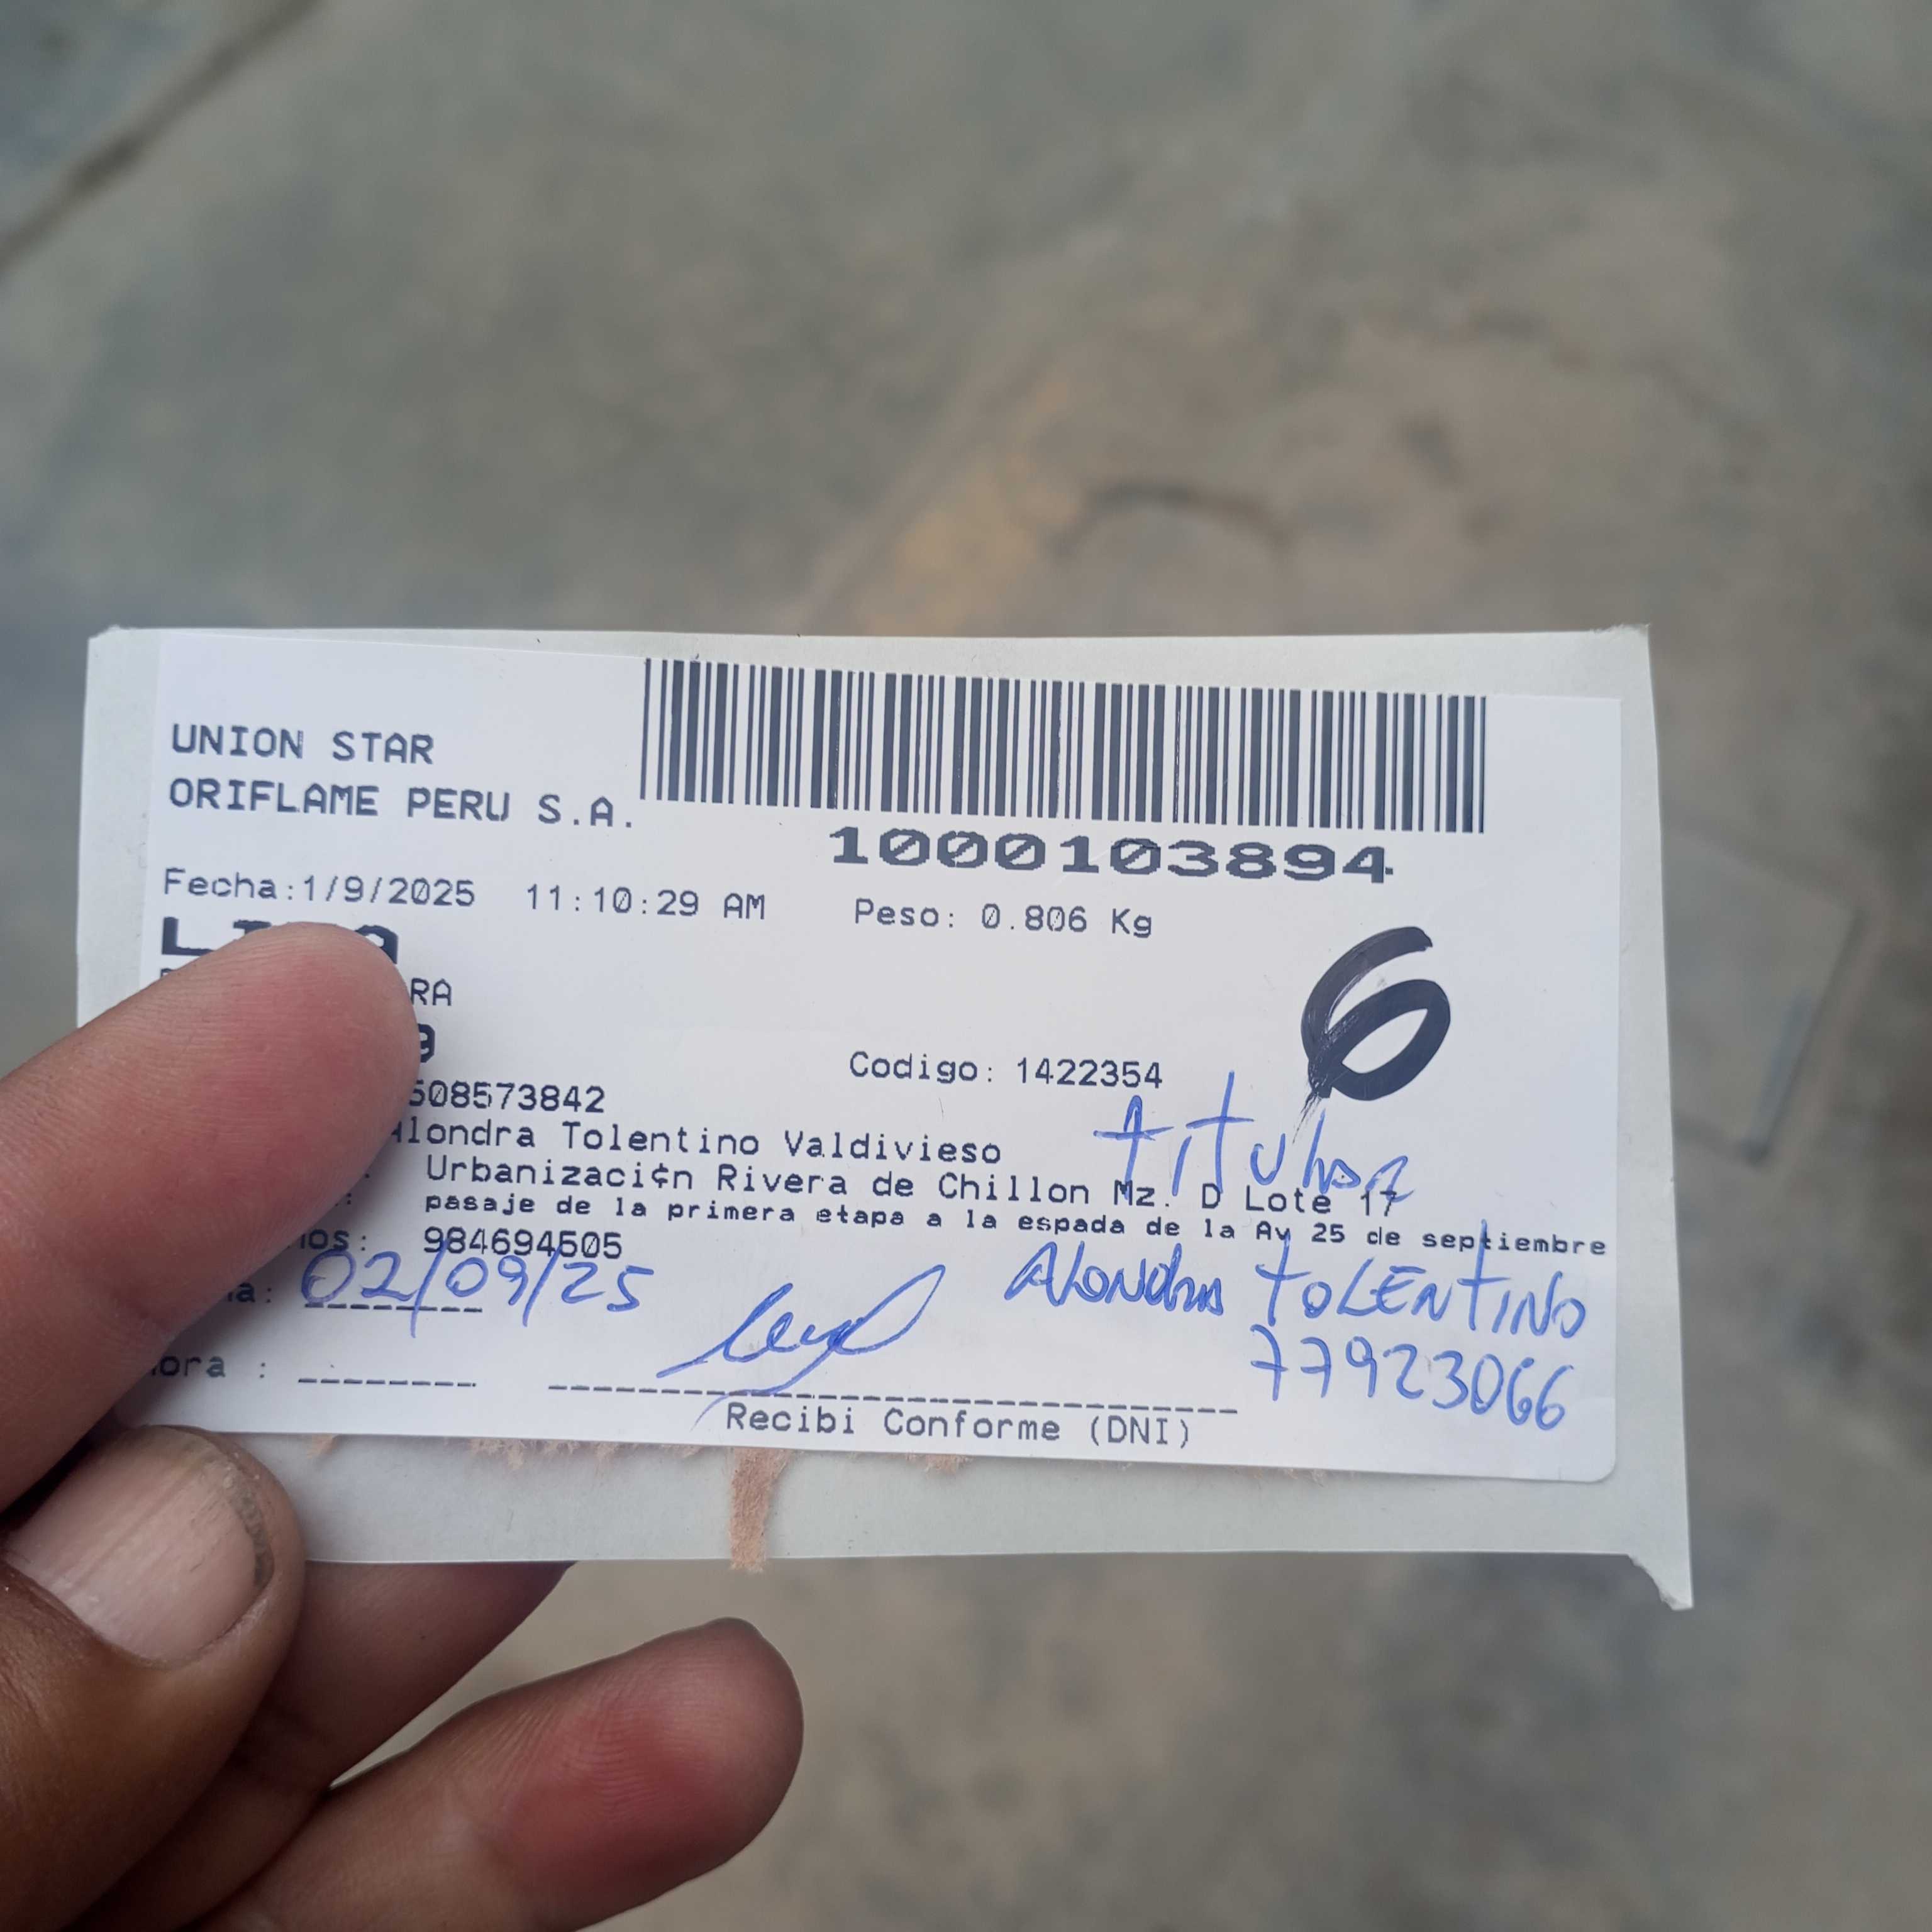 UNION STAR
ORIFLAME PERU S.A.
1000103894
Fecha:1/9/2025 11:10:29 AM Peso: 0.806 Kg
6
Codigo: 1422354
508573842
Alondra Tolentino Valdivieso
titular
Urbanizaci¢n Rivera de Chillon Mz. D Lote 17
pasaje de la primera etapa a la espada de la Av 25 de septiembre
984694505
02/09/25
Alondra TOLENTINO
77923066
ora :
Recibi Conforme (DNI)